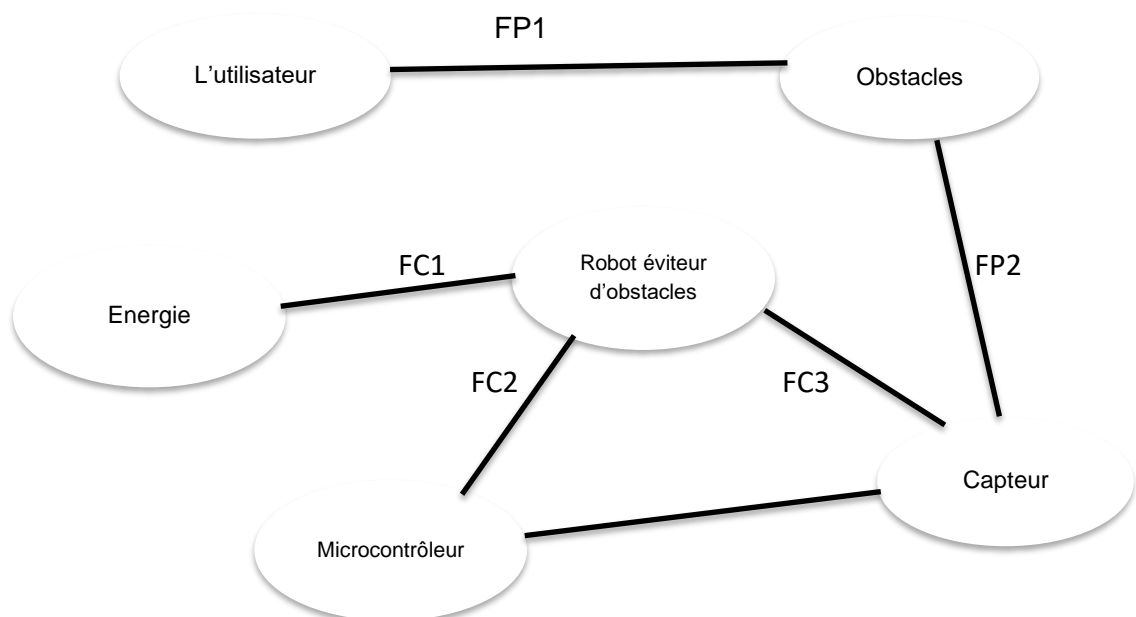 FP1
L'utilisateur
Obstacles
FC1
Robot éviteur
d'obstacles
FP2
Energie
FC2
FC3
Capteur
Microcontrôleur